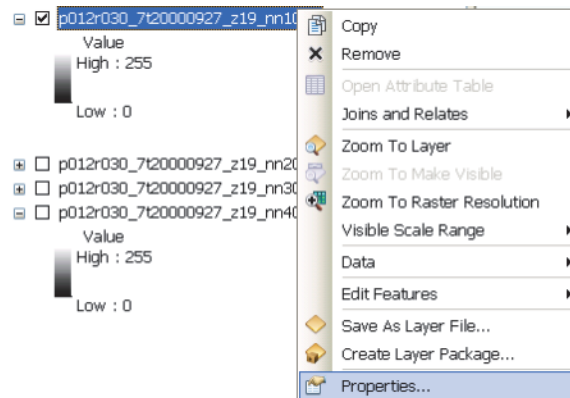 p012r030_7t20000927_z19_nn10
Value
High : 255
Low : 0
p012r030_7t20000927_z19_nn20
p012r030_7t20000927_z19_nn30
p012r030_7t20000927_z19_nn40
Value
High : 255
Low : 0
Copy
Remove
Open Attribute Table
Joins and Relates
Zoom To Layer
Zoom To Make Visible
Zoom To Raster Resolution
Visible Scale Range
Data
Edit Features
Save As Layer File...
Create Layer Package...
Properties...